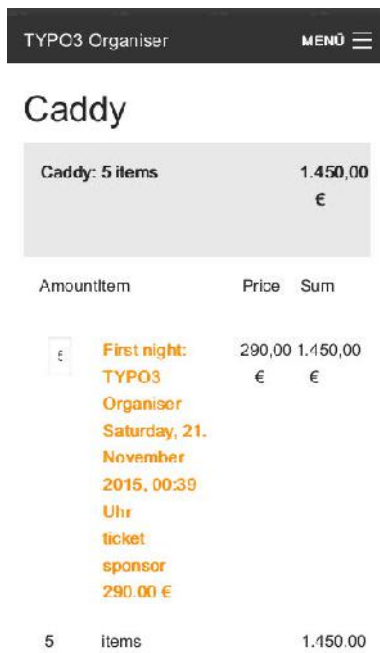 TYPO3 Organiser MENÜ
Caddy
Caddy: 5 items 1.450,00
€
Amount Item Price Sum
5 First night: 290,00 1.450,00
TYPO3 € €
Organiser
Saturday, 21.
November
2015, 00:39
Uhr
ticket
sponsor
290.00 €
5 items 1.450.00